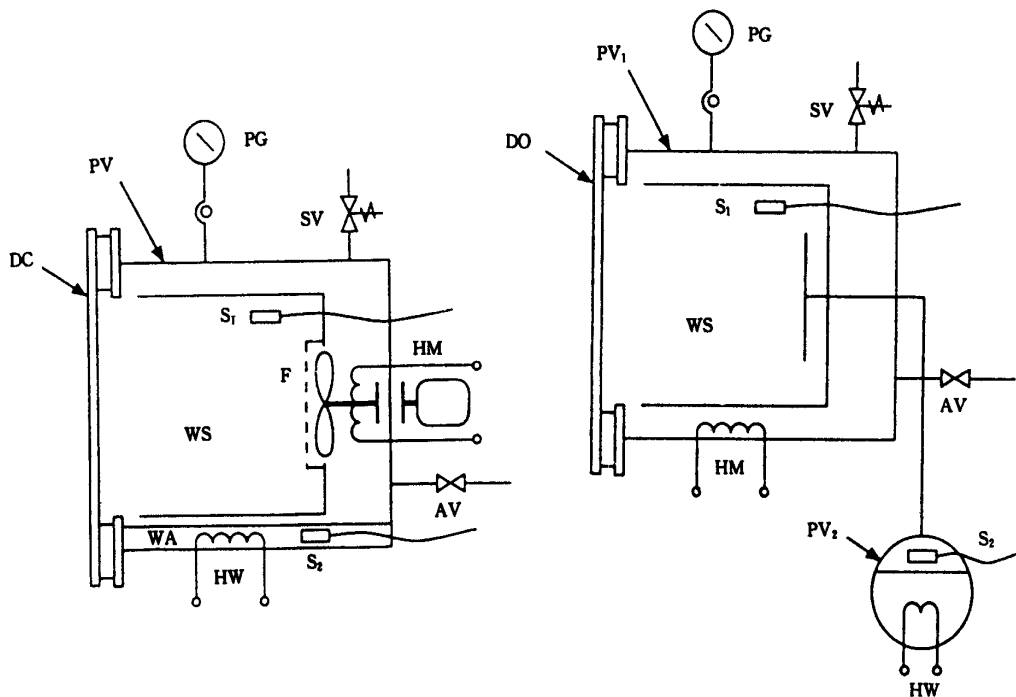 PG
PV
SV
DC
S₁
HM
F
WS
AV
WA
S₂
HW
PG
PV₁
SV
DO
S₁
WS
AV
HM
PV₂
S₂
HW